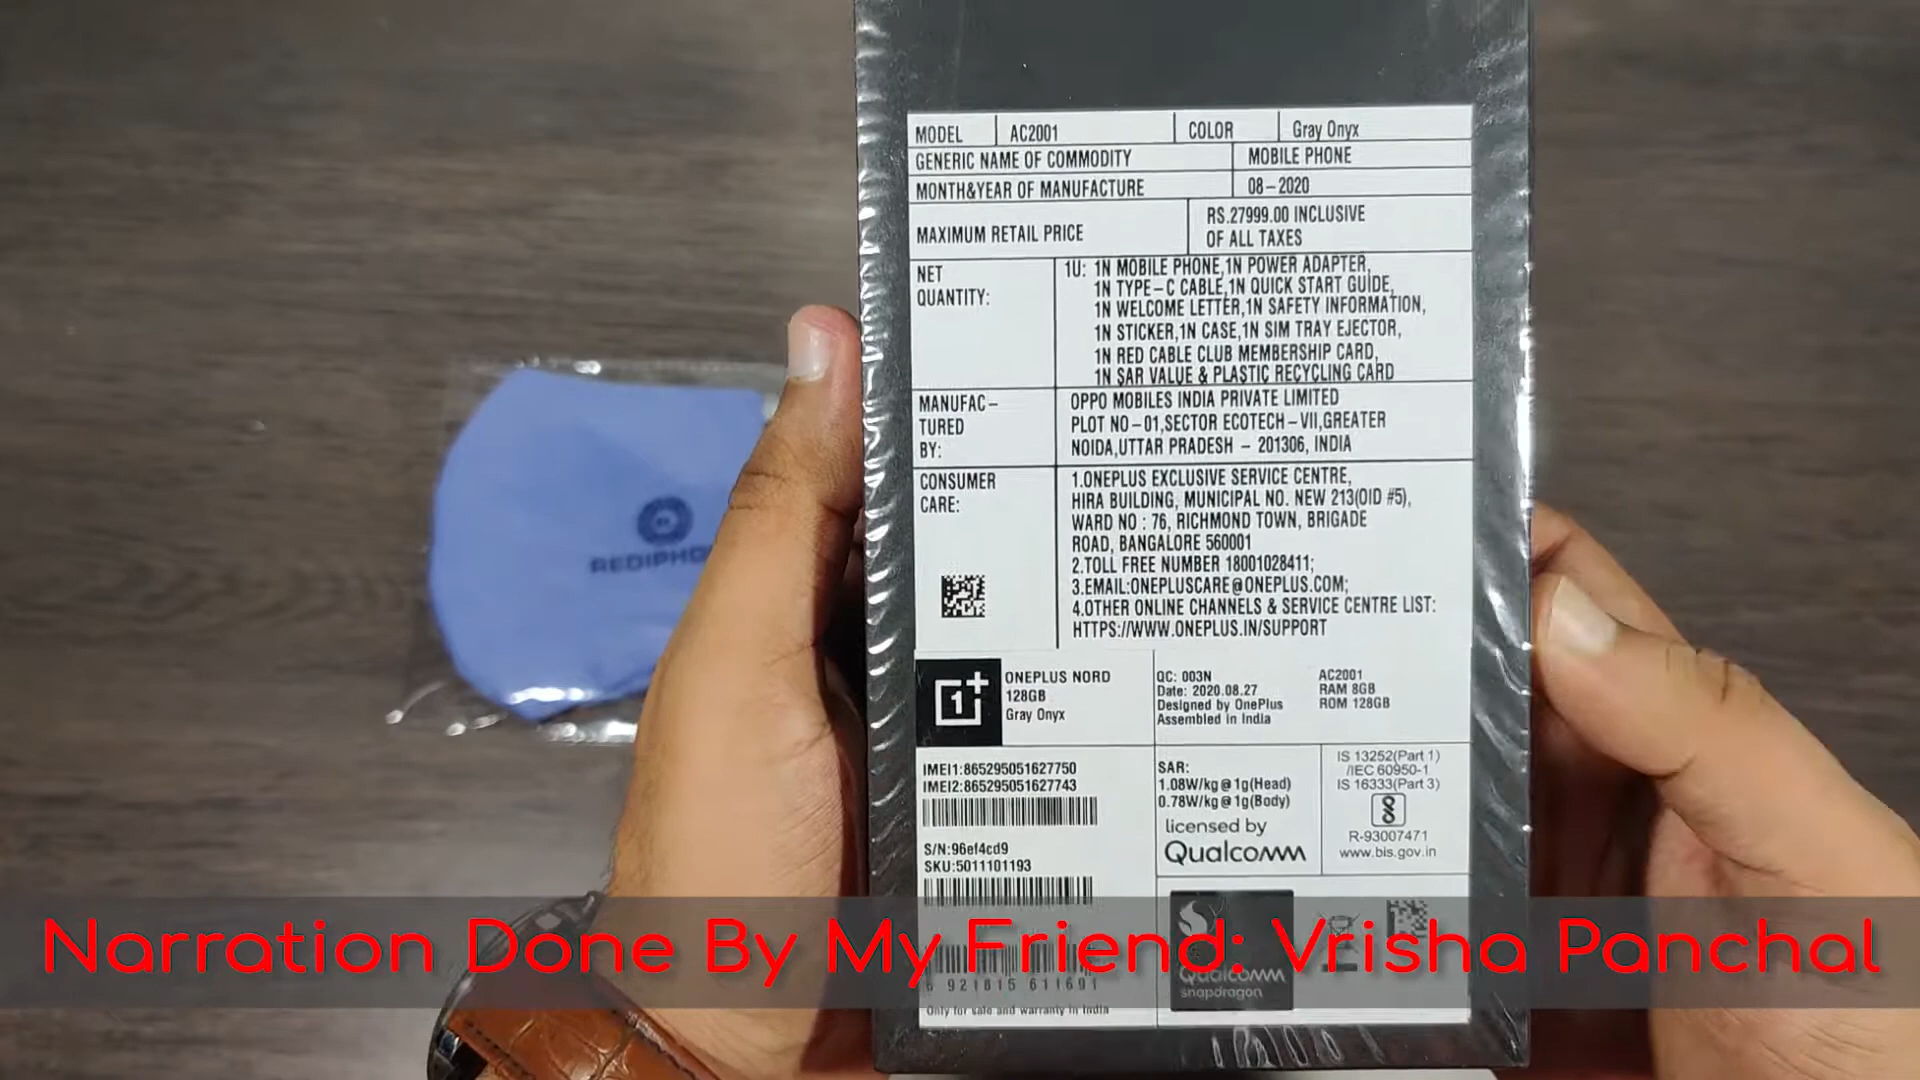 MODEL AC2001 COLOR Gray Onyx
GENERIC NAME OF COMMODITY MOBILE PHONE
MONTH&YEAR OF MANUFACTURE 08-2020
MAXIMUM RETAIL PRICE RS.27999.00 INCLUSIVE
OF ALL TAXES
NET
QUANTITY:
1U: 1N MOBILE PHONE,1N POWER ADAPTER,
1N TYPE-C CABLE,1N QUICK START GUIDE,
1N WELCOME LETTER,1N SAFETY INFORMATION,
1N STICKER,1N CASE,1N SIM TRAY EJECTOR,
1N RED CABLE CLUB MEMBERSHIP CARD,
1N SAR VALUE & PLASTIC RECYCLING CARD
MANUFAC-
TURED
BY:
OPPO MOBILES INDIA PRIVATE LIMITED
PLOT NO-01,SECTOR ECOTECH-VII,GREATER
NOIDA,UTTAR PRADESH - 201306, INDIA
CONSUMER
CARE:
1.ONEPLUS EXCLUSIVE SERVICE CENTRE,
HIRA BUILDING, MUNICIPAL NO. NEW 213(OID #5),
WARD NO : 76, RICHMOND TOWN, BRIGADE
ROAD, BANGALORE 560001
2.TOLL FREE NUMBER 18001028411;
3.EMAIL:ONEPLUSCARE@ONEPLUS.COM;
4.OTHER ONLINE CHANNELS & SERVICE CENTRE LIST:
HTTPS://WWW.ONEPLUS.IN/SUPPORT
ONEPLUS NORD
128GB
Gray Onyx
QC: 003N
Date: 2020.08.27
Designed by OnePlus
Assembled in India
AC2001
RAM 8GB
ROM 128GB
IMEI1:865295051627750
IMEI2:865295051627743
S/N:96ef4cd9
SKU:5011101193
SAR:
1.08W/kg@1g(Head)
0.78W/kg@1g(Body)
licensed by
Qualcomm
IS 13252(Part 1)
/IEC 60950-1
IS 16333(Part 3)
R-93007471
www.bis.gov.in
REDIPHO
Narration Done By My Friend: Vrisha Panchal
6 921815 611691
Only for sale and warranty in India
Qualcomm
snapdragon